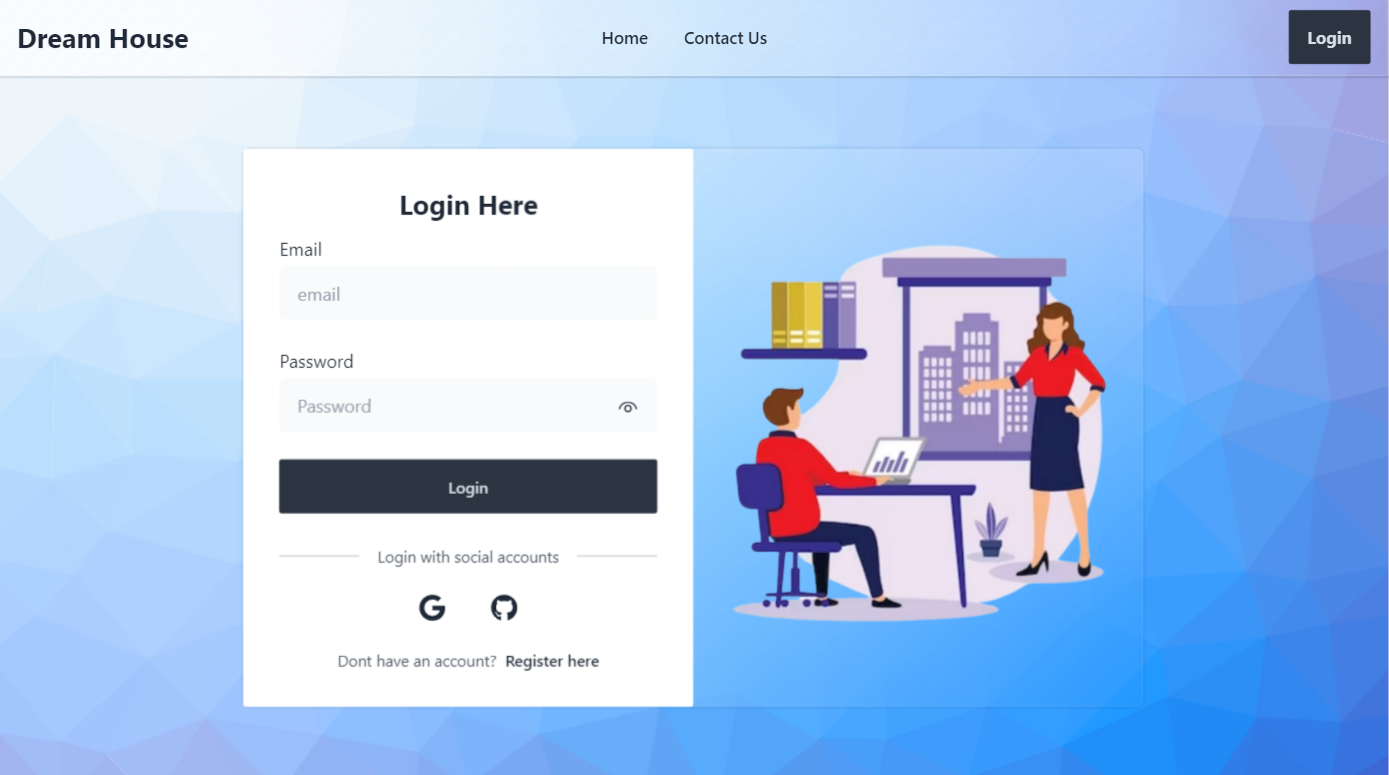 Dream House
Home
Contact Us
Login
Login Here
Email
email
Password
Password
Login
Login with social accounts
Dont have an account? Register here